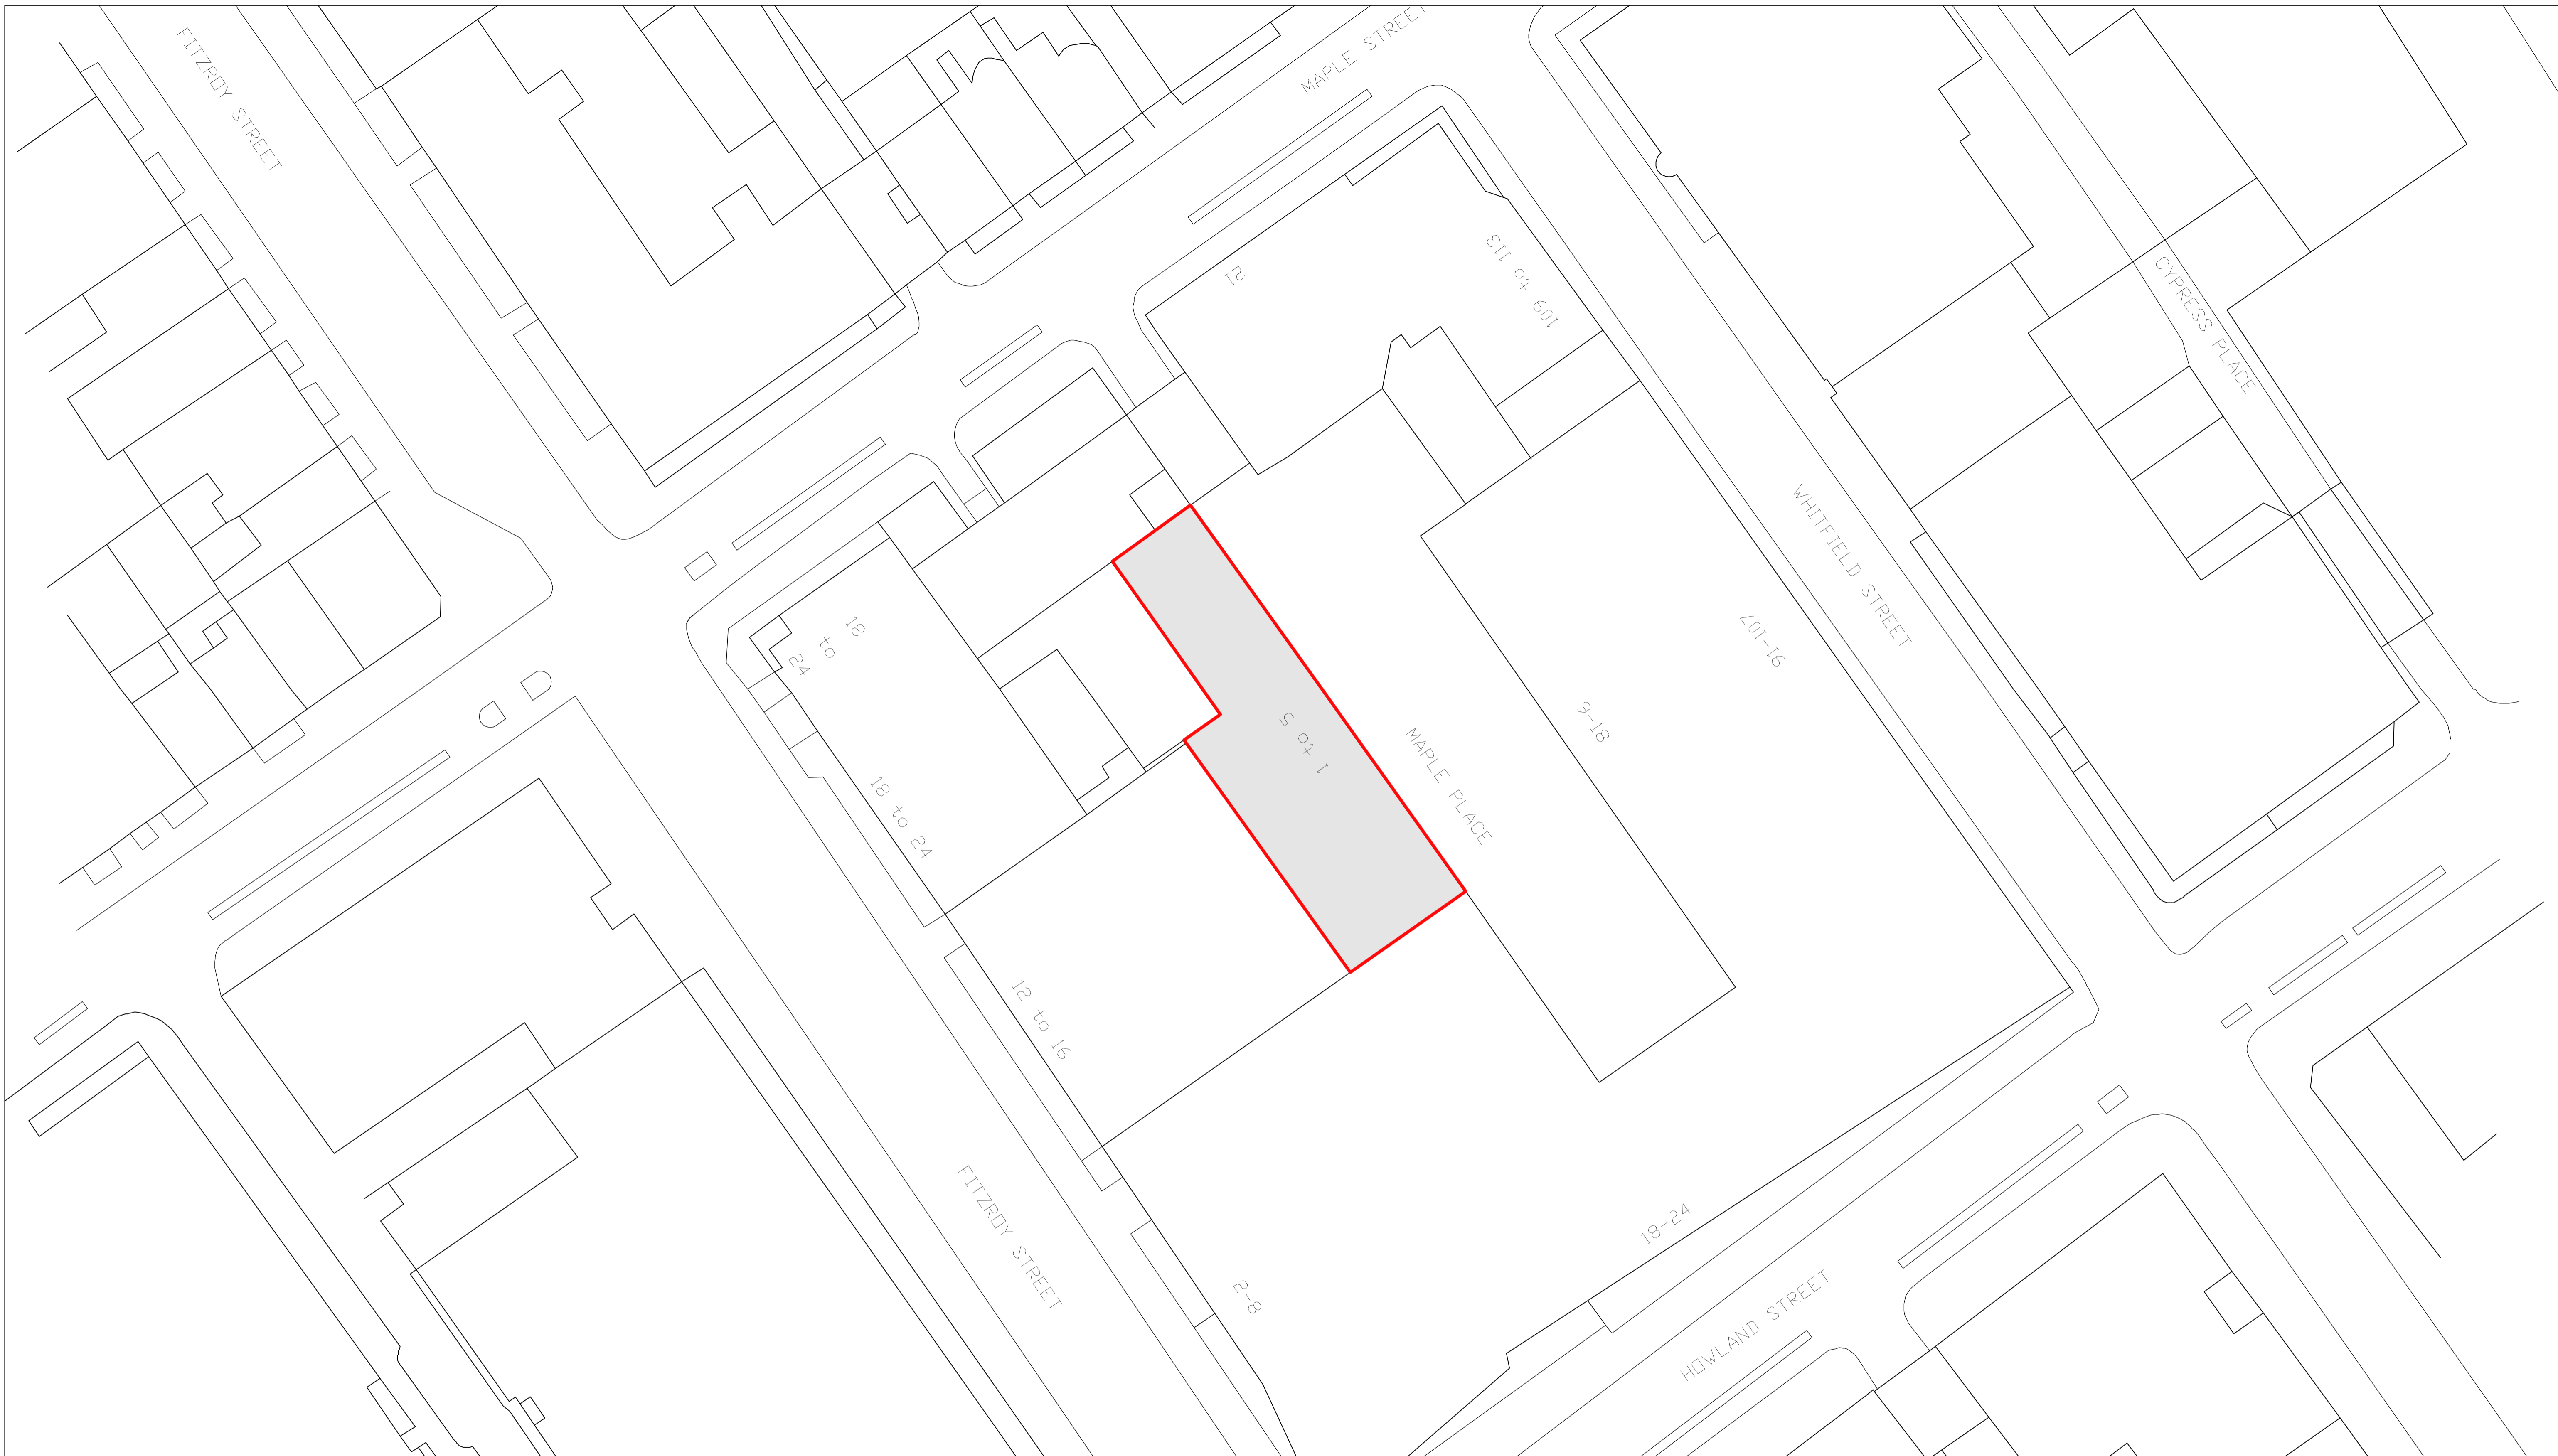 FITZROY STREET
MAPLE STREET
CYPRESS PLACE
21
109 to 113
WHITFIELD STREET
91-107
18
to
24
18 to 24
1 to 5
MAPLE PLACE
9-18
12 to 16
FITZROY STREET
2-8
18-24
HOWLAND STREET